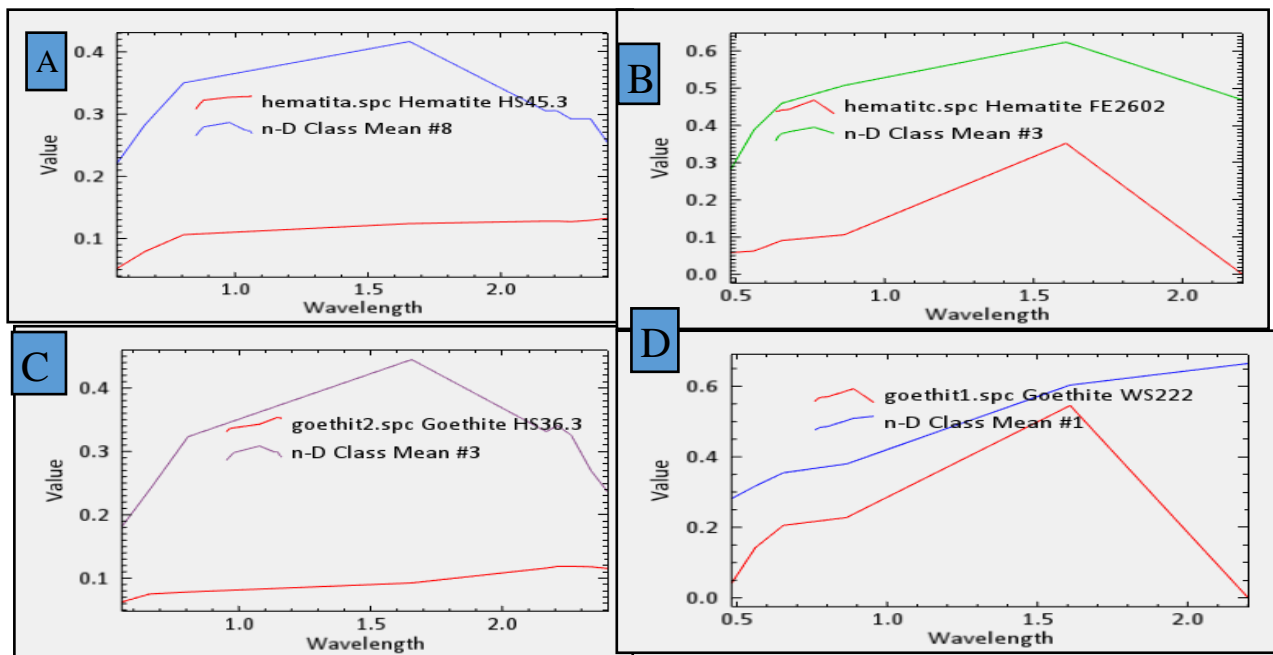 A
0.4
0.3
0.2
0.1
Value
hematita.spc Hematite HS45.3
n-D Class Mean #8
1.0 1.5 2.0
Wavelength
B
0.6
0.5
0.4
0.3
0.2
0.1
0.0
Value
hematitc.spc Hematite FE2602
n-D Class Mean #3
0.5 1.0 1.5 2.0
Wavelength
C
0.4
0.3
0.2
0.1
Value
goethit2.spc Goethite HS36.3
n-D Class Mean #3
1.0 1.5 2.0
Wavelength
D
0.6
0.4
0.2
0.0
Value
goethit1.spc Goethite WS222
n-D Class Mean #1
0.5 1.0 1.5 2.0
Wavelength